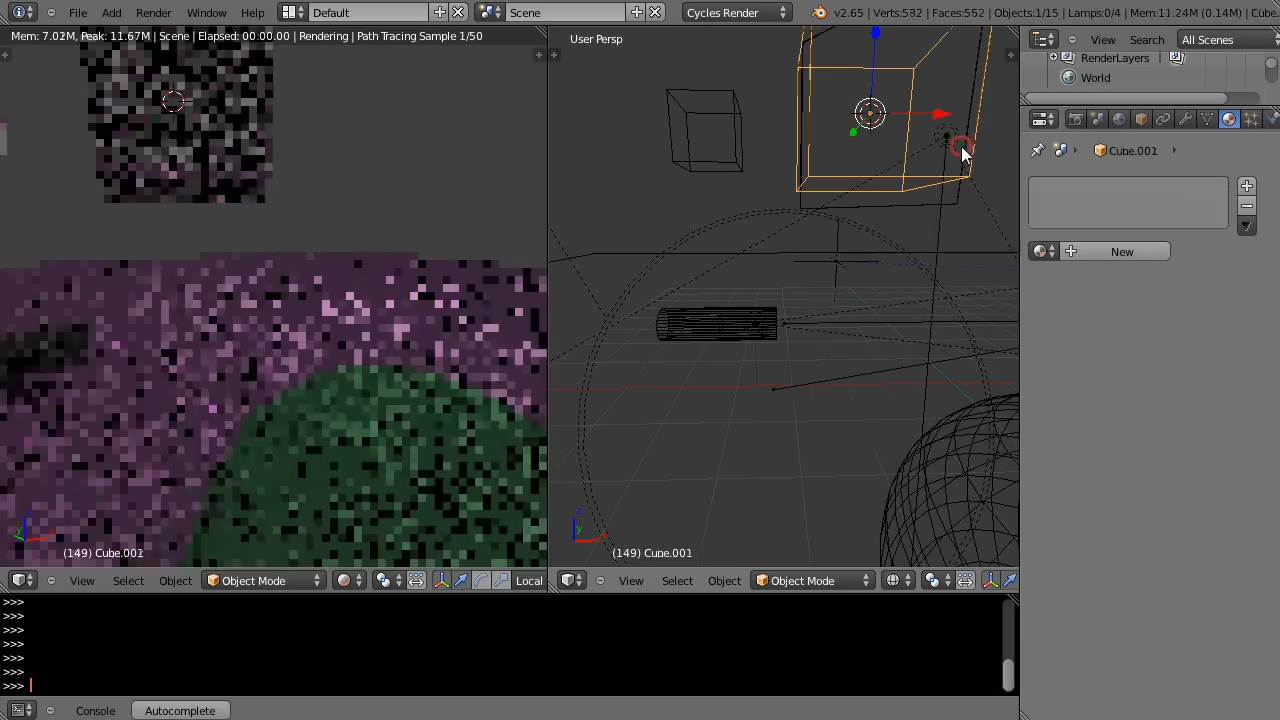 File Add Render Window Help Default Scene Cycles Render v2.65 | Verts:532 | Faces:552 | Objects:1/15 | Lamps:0/4 | Mem:11.24M (0.14M) | Cube.
Mem: 7.02M, Peak: 11.67M | Scene | Elapsed: 00:00.00 | Rendering | Path Tracing Sample 1/50
User Persp
View Search All Scenes
RenderLayers
World
Cube.001
New
(149) Cube.001
(149) Cube.001
View Select Object Object Mode Local
View Select Object Object Mode
>>>
>>>
>>>
>>>
>>>
>>>
>>>
Console Autocomplete